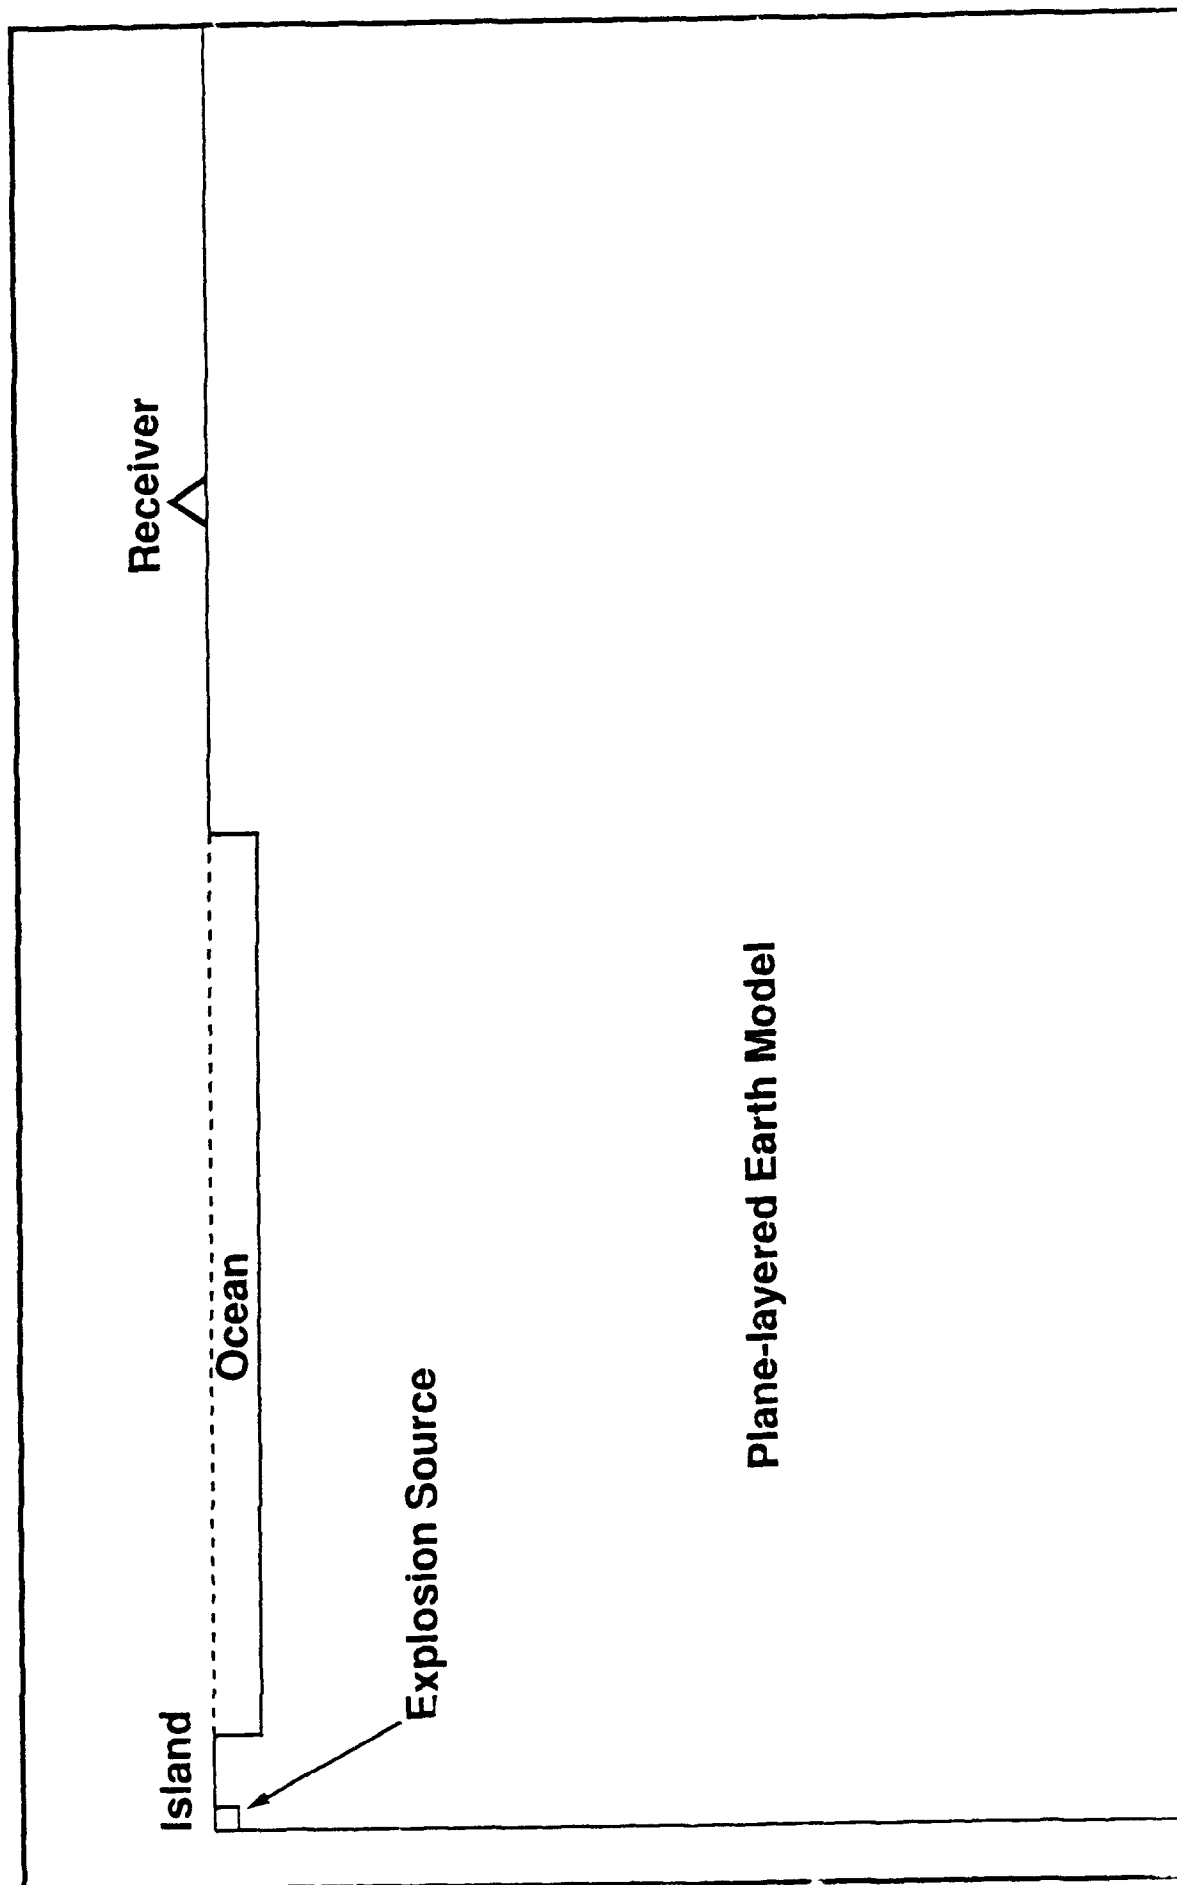 Receiver
Island
Ocean
Explosion Source
Plane-layered Earth Model